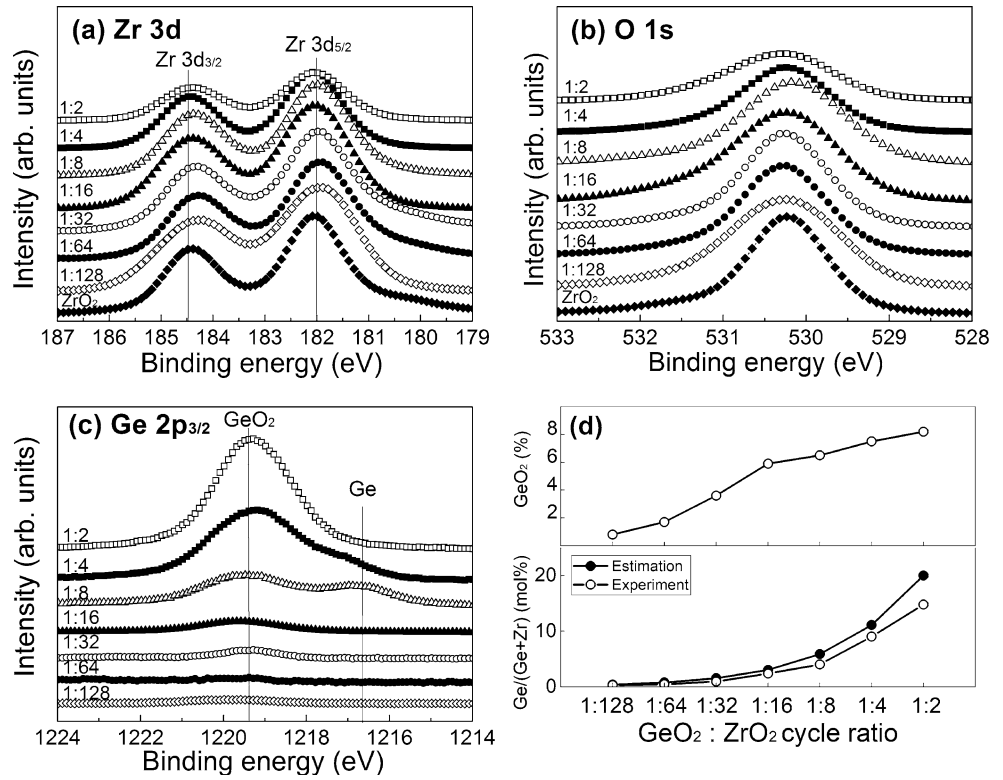 (a) Zr 3d
Zr 3d3/2
Zr 3d5/2
Intensity (arb. units)
1:2
1:4
1:8
1:16
1:32
1:64
1:128
ZrO2
187 186 185 184 183 182 181 180 179
Binding energy (eV)
(b) O 1s
Intensity (arb. units)
1:2
1:4
1:8
1:16
1:32
1:64
1:128
ZrO2
533 532 531 530 529 528
Binding energy (eV)
(c) Ge 2p3/2
GeO2
Ge
Intensity (arb. units)
1:2
1:4
1:8
1:16
1:32
1:64
1:128
1224 1222 1220 1218 1216 1214
Binding energy (eV)
(d)
GeO2 (%)
8
6
4
2
Ge/(Ge+Zr) (mol%)
20
10
0
Estimation
Experiment
1:128 1:64 1:32 1:16 1:8 1:4 1:2
GeO2 : ZrO2 cycle ratio